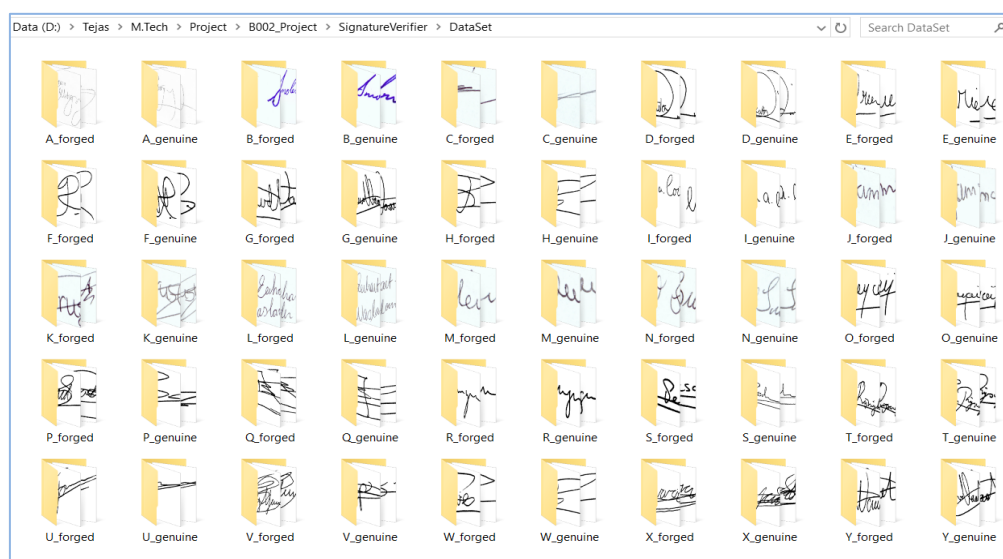 Data (D:) > Tejas > M.Tech > Project > B002_Project > SignatureVerifier > DataSet
Search DataSet
A_forged A_genuine B_forged B_genuine C_forged C_genuine D_forged D_genuine E_forged E_genuine
F_forged F_genuine G_forged G_genuine H_forged H_genuine I_forged I_genuine J_forged J_genuine
K_forged K_genuine L_forged L_genuine M_forged M_genuine N_forged N_genuine O_forged O_genuine
P_forged P_genuine Q_forged Q_genuine R_forged R_genuine S_forged S_genuine T_forged T_genuine
U_forged U_genuine V_forged V_genuine W_forged W_genuine X_forged X_genuine Y_forged Y_genuine